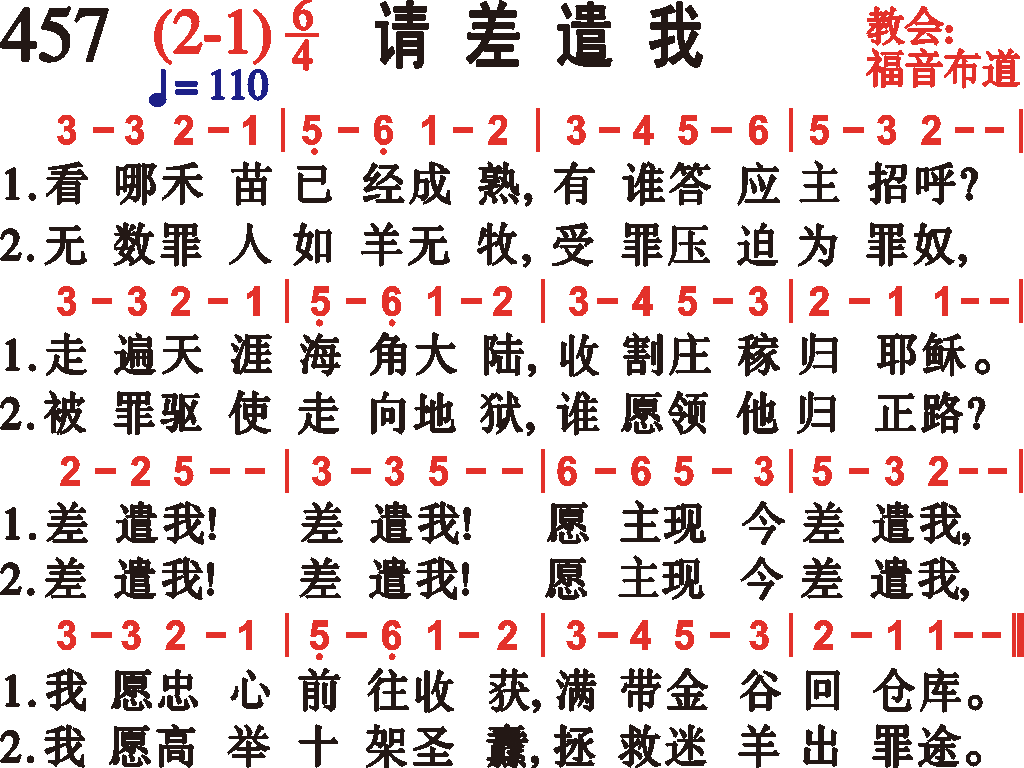 457 (2-1) 6/4 请差遣我 教会:
♩= 110 福音布道
3 - 3 2 - 1 | 5̣ - 6̣ 1 - 2 | 3 - 4 5 - 6 | 5 - 3 2 - - |
1.看哪禾苗已经成熟,有谁答应主招呼?
2.无数罪人如羊无牧,受罪压迫为罪奴,
3 - 3 2 - 1 | 5̣ - 6̣ 1 - 2 | 3 - 4 5 - 3 | 2 - 1 1 - - |
1.走遍天涯海角大陆,收割庄稼归耶稣。
2.被罪驱使走向地狱,谁愿领他归正路?
2 - 2 5 - - | 3 - 3 5 - - | 6 - 6 5 - 3 | 5 - 3 2 - - |
1.差遣我! 差遣我! 愿主现今差遣我,
2.差遣我! 差遣我! 愿主现今差遣我,
3 - 3 2 - 1 | 5̣ - 6̣ 1 - 2 | 3 - 4 5 - 3 | 2 - 1 1 - - ‖
1.我愿忠心前往收获,满带金谷回仓库。
2.我愿高举十架圣纛,拯救迷羊出罪途。